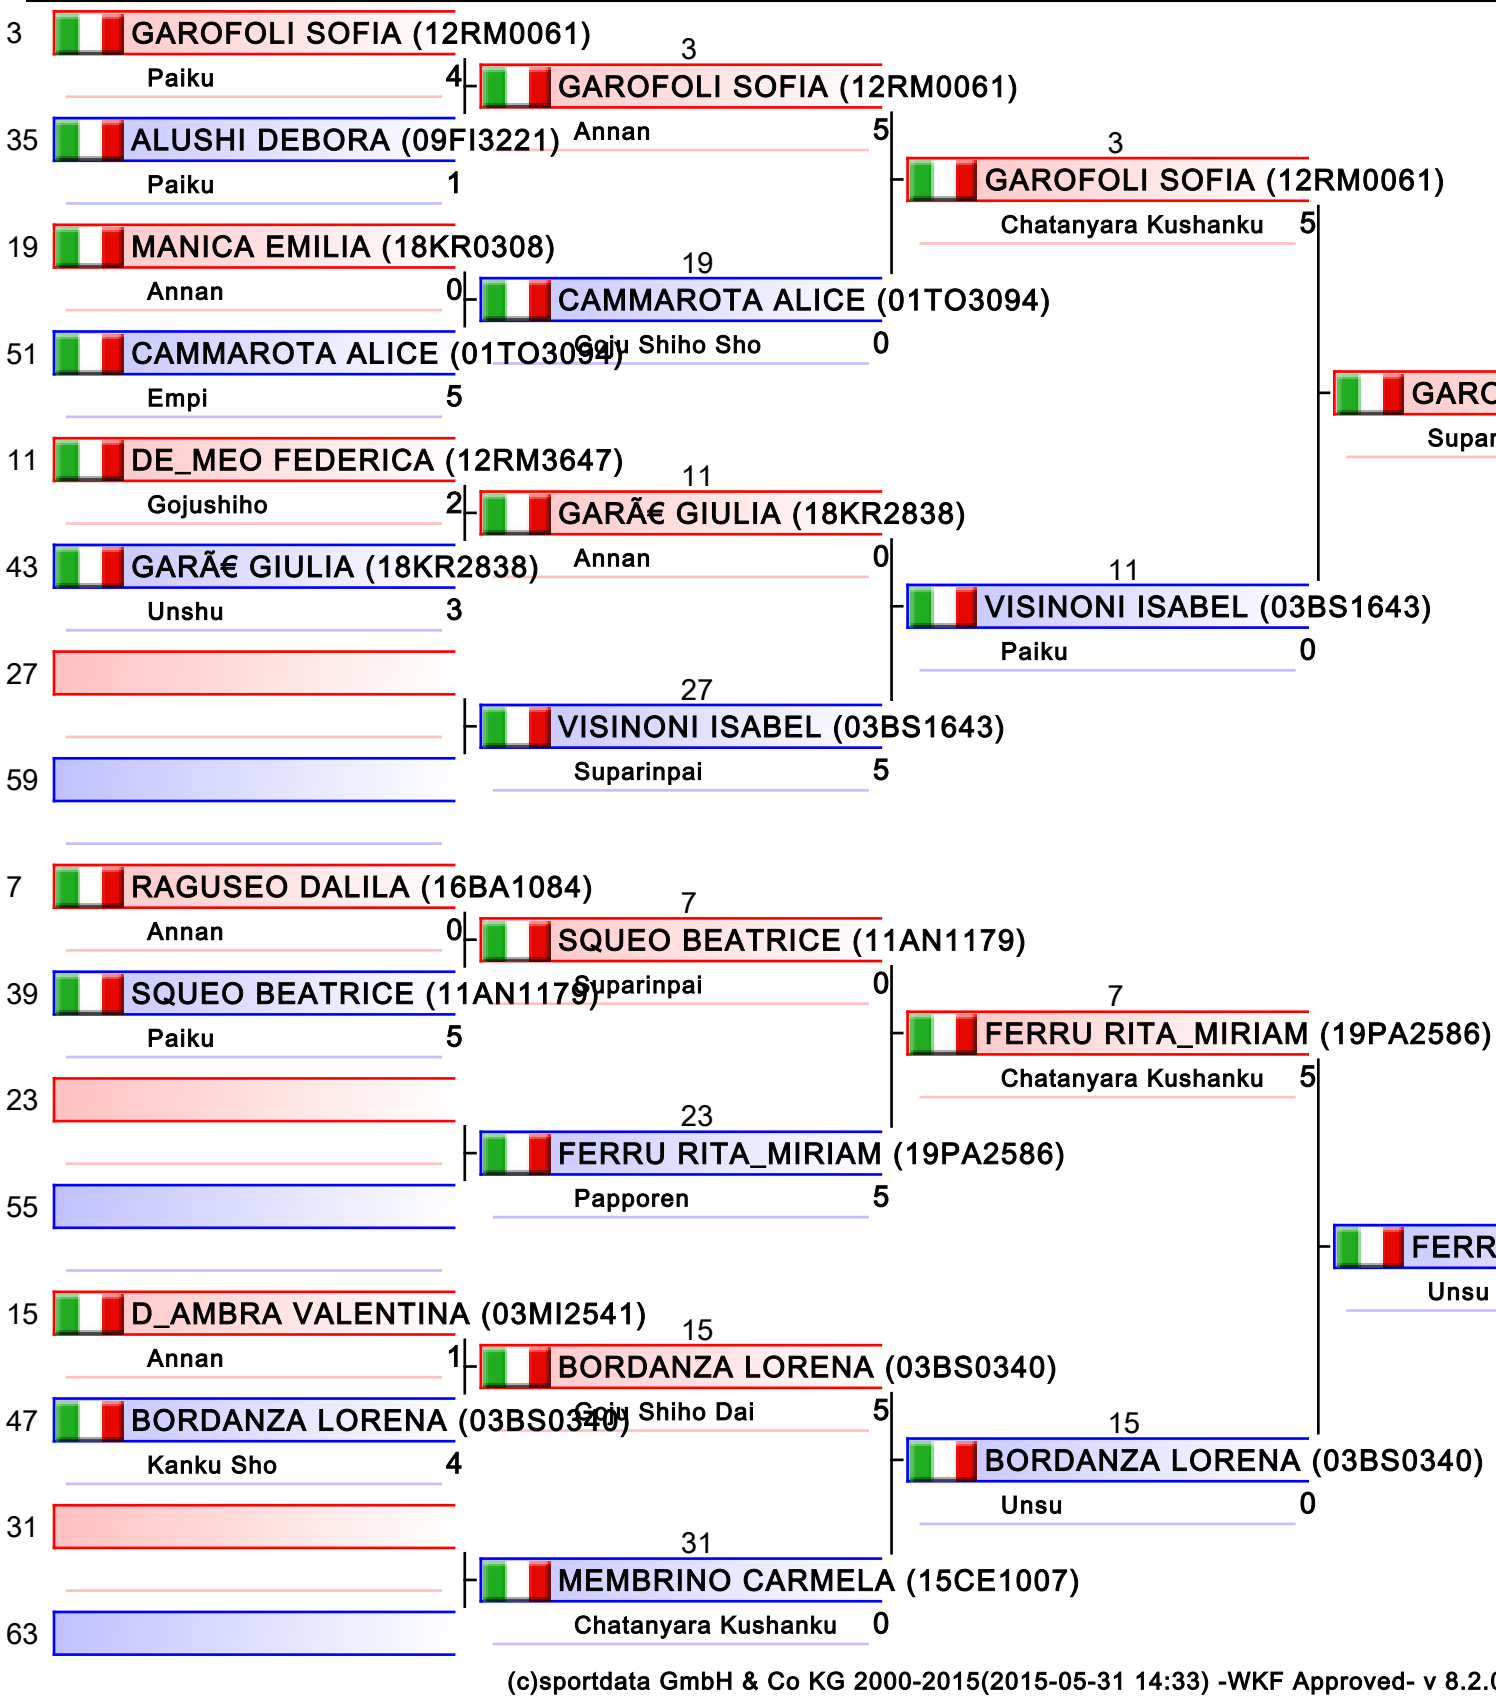 3 GAROFOLI SOFIA (12RM0061)
Paiku 4
35 ALUSHI DEBORA (09FI3221)
Paiku 1
19 MANICA EMILIA (18KR0308)
Annan 0
51 CAMMAROTA ALICE (01TO3094)
Empi 5
11 DE_MEO FEDERICA (12RM3647)
Gojushiho 2
43 GARÃ€ GIULIA (18KR2838)
Unshu 3
27
59
7 RAGUSEO DALILA (16BA1084)
Annan 0
39 SQUEO BEATRICE (11AN1179)
Paiku 5
23
55
15 D_AMBRA VALENTINA (03MI2541)
Annan 1
47 BORDANZA LORENA (03BS0340)
Kanku Sho 4
31
63
3
GAROFOLI SOFIA (12RM0061)
Annan 5
19
CAMMAROTA ALICE (01TO3094)
Goju Shiho Sho 0
11
GARÃ€ GIULIA (18KR2838)
Annan 0
27
VISINONI ISABEL (03BS1643)
Suparinpai 5
7
SQUEO BEATRICE (11AN1179)
Suparinpai 0
23
FERRU RITA_MIRIAM (19PA2586)
Papporen 5
15
BORDANZA LORENA (03BS0340)
Goju Shiho Dai 5
31
MEMBRINO CARMELA (15CE1007)
Chatanyara Kushanku 0
3
GAROFOLI SOFIA (12RM0061)
Chatanyara Kushanku 5
11
VISINONI ISABEL (03BS1643)
Paiku 0
7
FERRU RITA_MIRIAM (19PA2586)
Chatanyara Kushanku 5
15
BORDANZA LORENA (03BS0340)
Unsu 0
GARO
Supar
FERR
Unsu
(c)sportdata GmbH & Co KG 2000-2015(2015-05-31 14:33) -WKF Approved- v 8.2.0